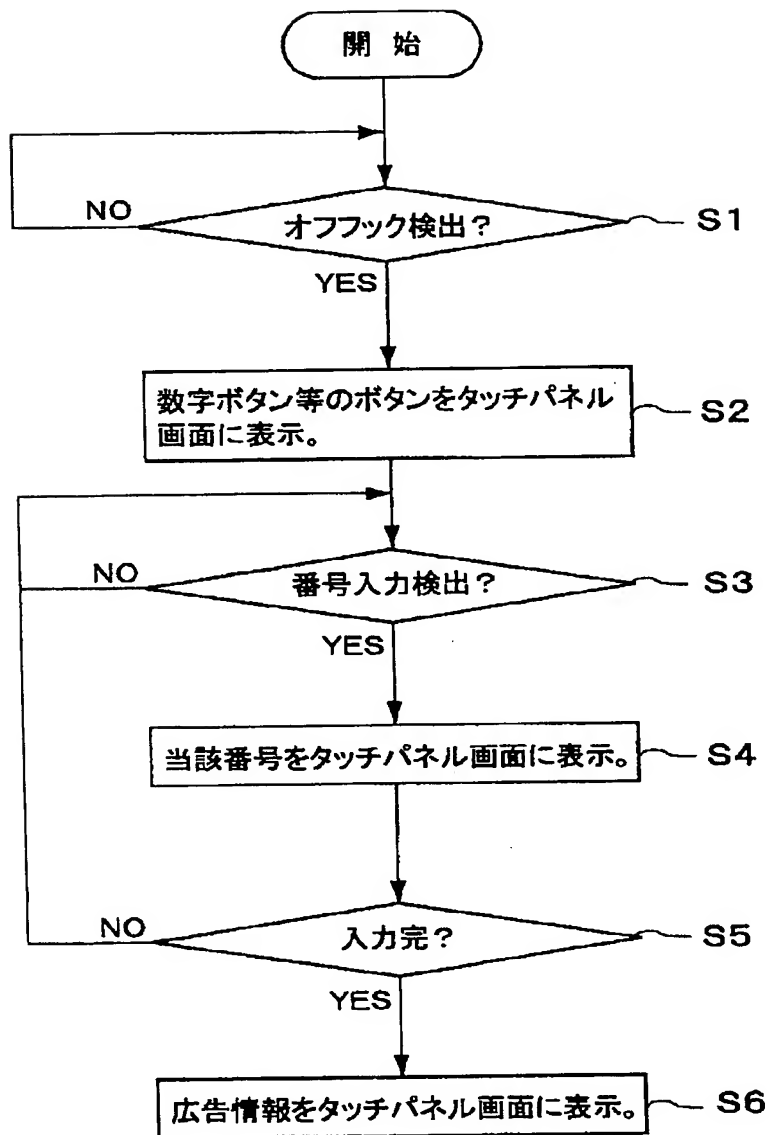 開 始
NO
オフフック検出？
S1
YES
数字ボタン等のボタンをタッチパネル
画面に表示。
S2
NO
番号入力検出？
S3
YES
当該番号をタッチパネル画面に表示。
S4
NO
入力完？
S5
YES
広告情報をタッチパネル画面に表示。
S6